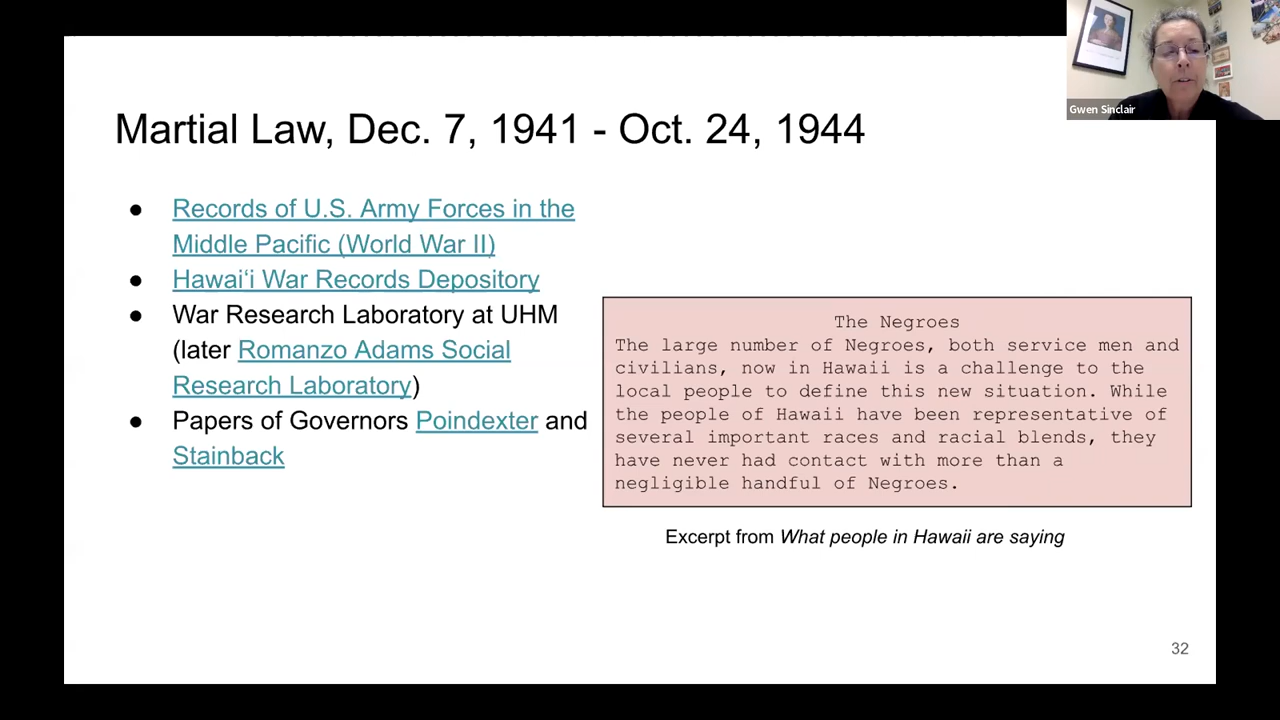 Gwen Sinclair
Martial Law, Dec. 7, 1941 - Oct. 24, 1944
● Records of U.S. Army Forces in the
Middle Pacific (World War II)
● Hawaiʻi War Records Depository
● War Research Laboratory at UHM
(later Romanzo Adams Social
Research Laboratory)
● Papers of Governors Poindexter and
Stainback
The Negroes
The large number of Negroes, both service men and
civilians, now in Hawaii is a challenge to the
local people to define this new situation. While
the people of Hawaii have been representative of
several important races and racial blends, they
have never had contact with more than a
negligible handful of Negroes.
Excerpt from What people in Hawaii are saying
32